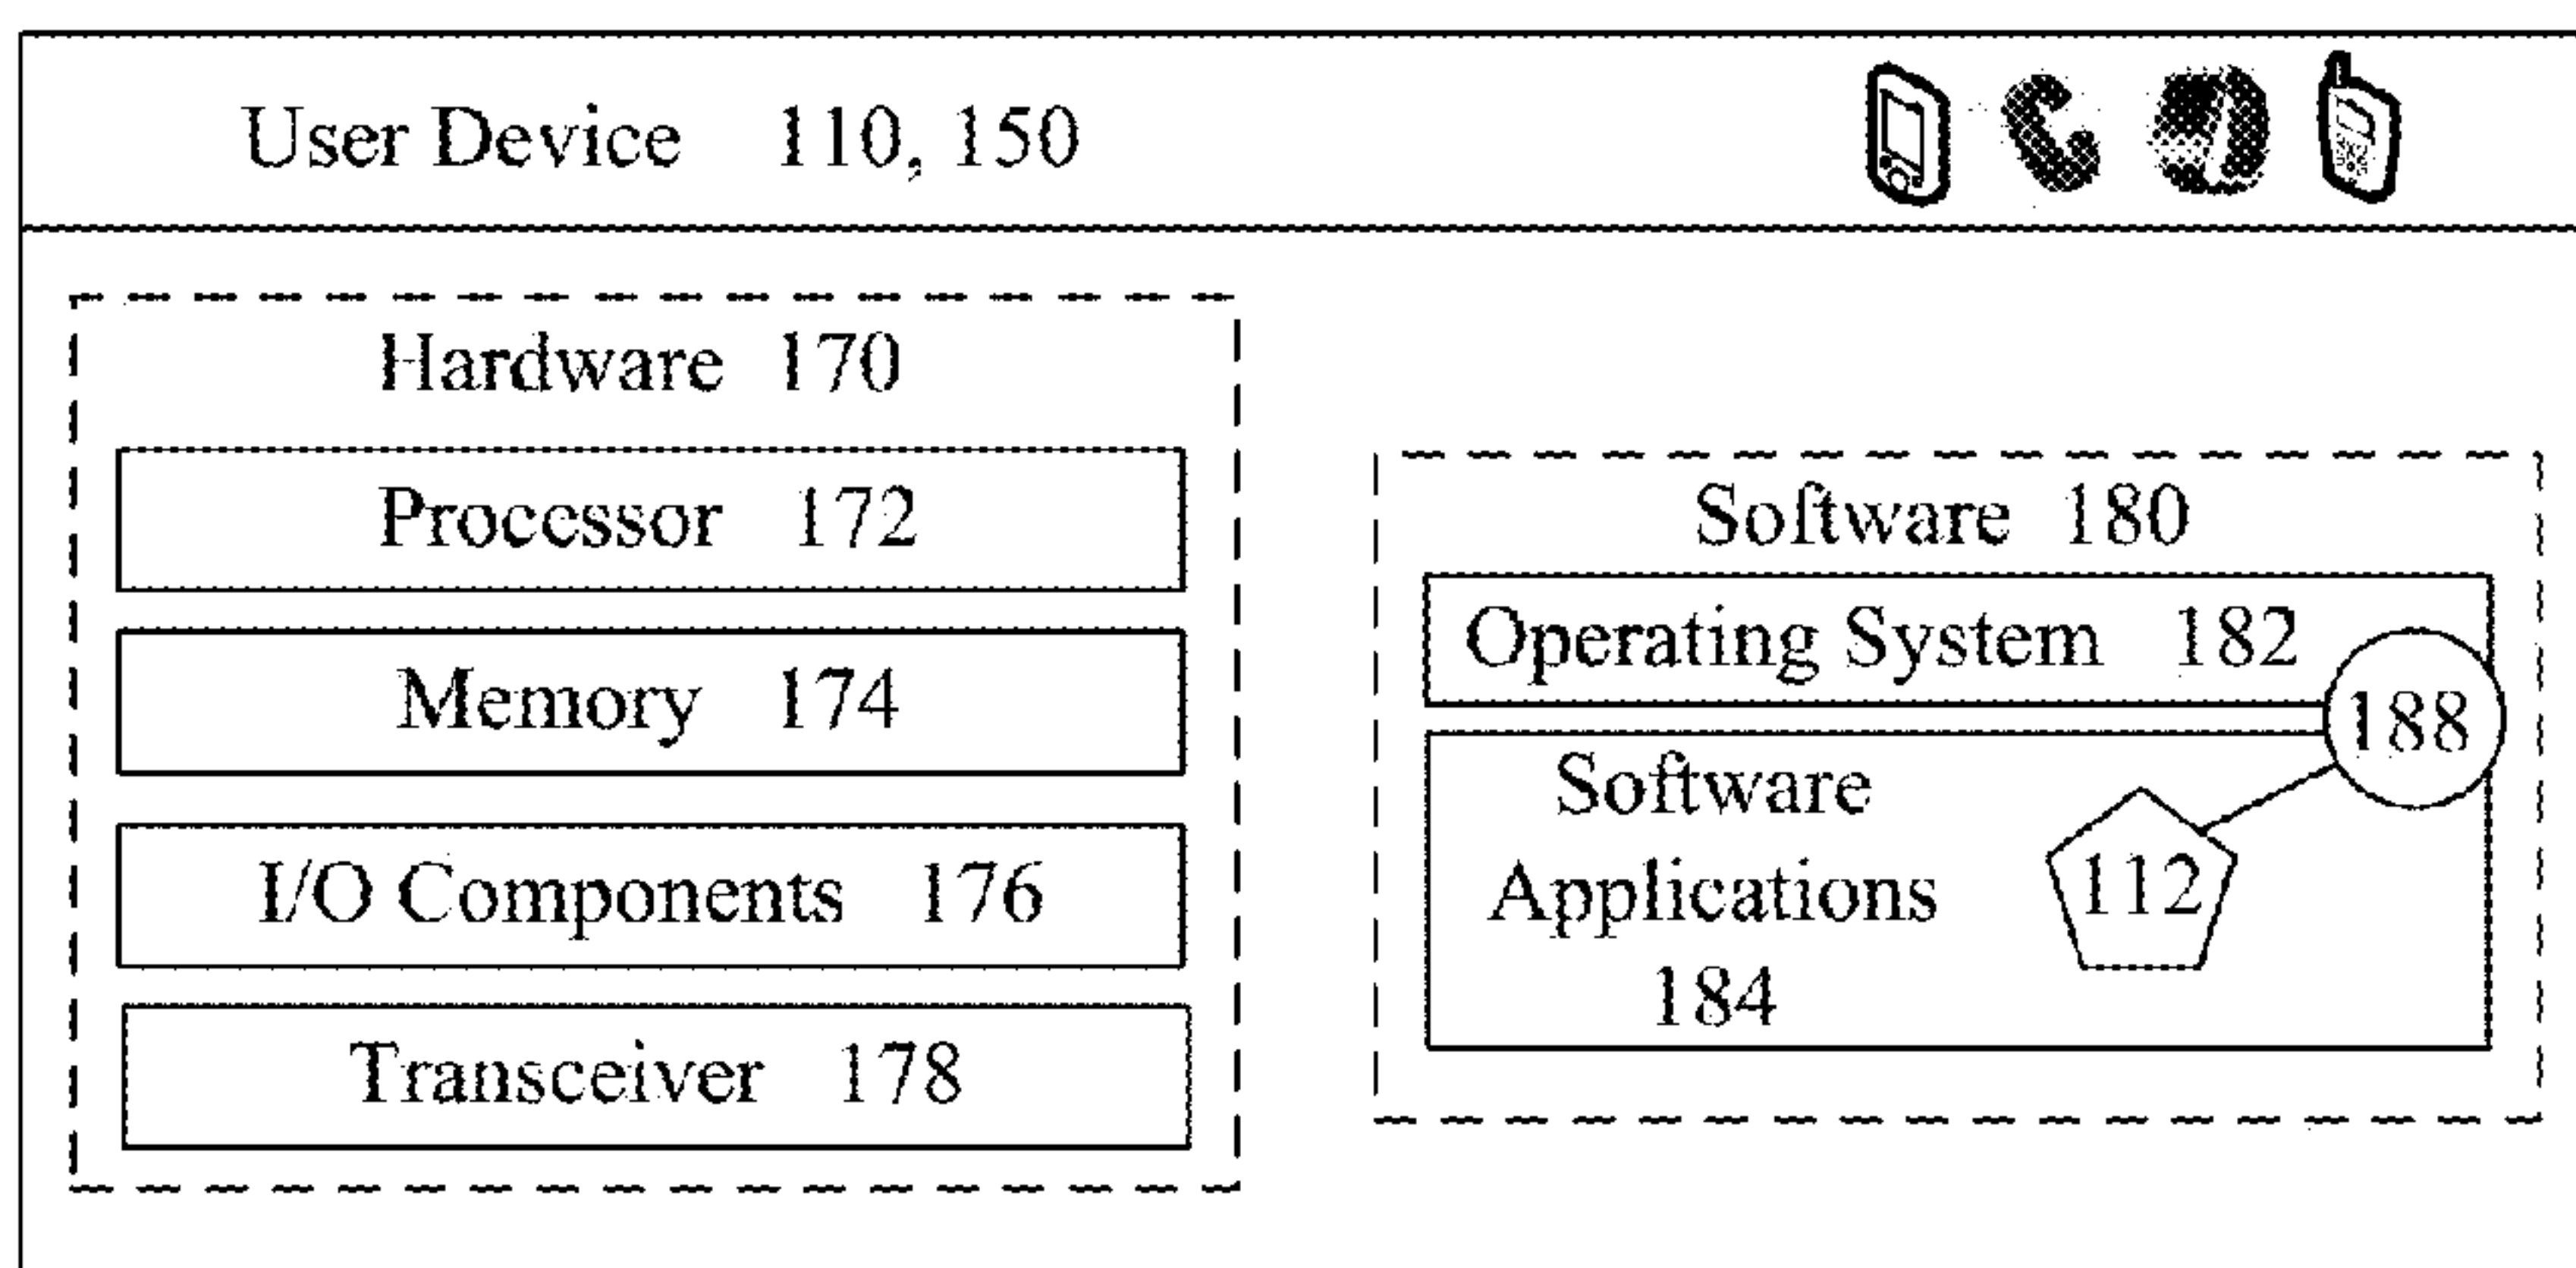 User Device 110, 150
Hardware 170
Processor 172
Memory 174
I/O Components 176
Transceiver 178
Software 180
Operating System 182
188
Software
Applications
184
112